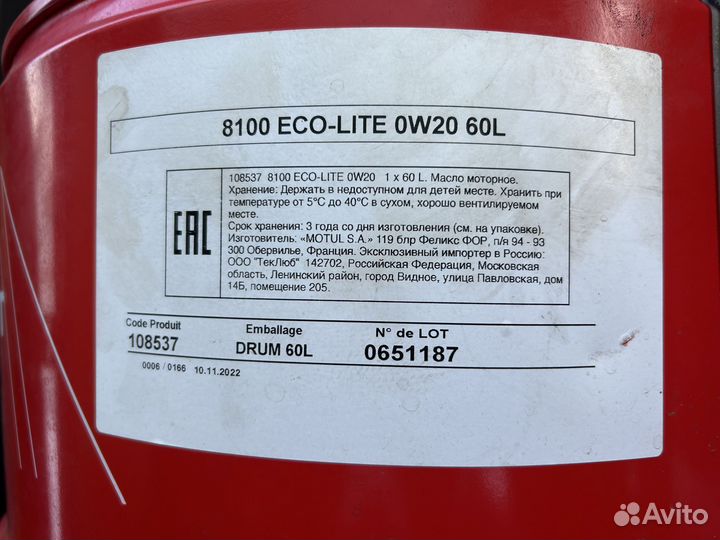 8100 ECO-LITE 0W20 60L
EAC
108537 8100 ECO-LITE 0W20 1 x 60 L. Масло моторное.
Хранение: Держать в недоступном для детей месте. Хранить при
температуре от 5°C до 40°C в сухом, хорошо вентилируемом
месте.
Срок хранения: 3 года со дня изготовления (см. на упаковке).
Изготовитель: «MOTUL S.A.» 119 блр Феликс ФОР, п/я 94 - 93
300 Обервилье, Франция. Эксклюзивный импортер в Россию:
ООО "ТекЛюб" 142702, Российская Федерация, Московская
область, Ленинский район, город Видное, улица Павловская, дом
14Б, помещение 205.
Code Produit Emballage N° de LOT
108537 DRUM 60L 0651187
0006 / 0166 10.11.2022
Avito